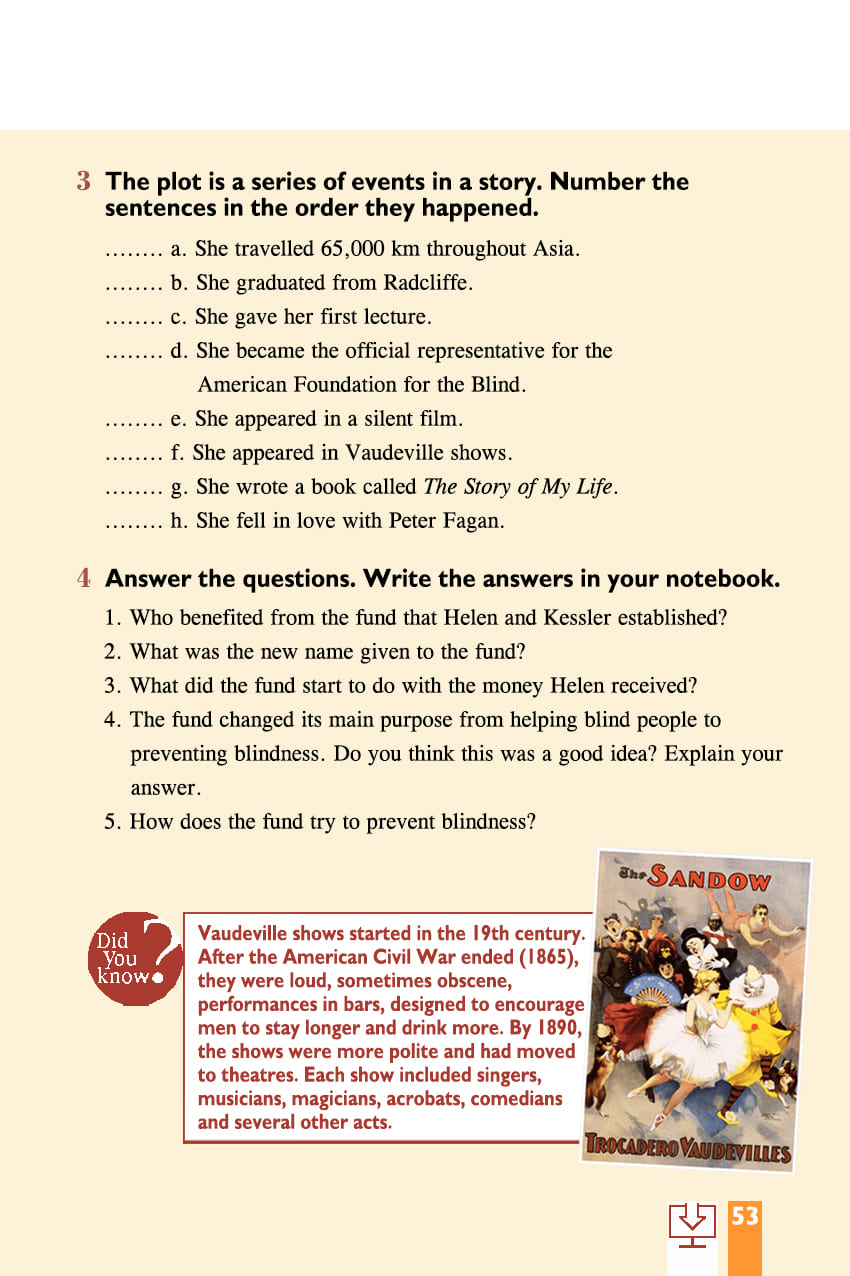 3 The plot is a series of events in a story. Number the
sentences in the order they happened.
........ a. She travelled 65,000 km throughout Asia.
........ b. She graduated from Radcliffe.
........ c. She gave her first lecture.
........ d. She became the official representative for the
American Foundation for the Blind.
........ e. She appeared in a silent film.
........ f. She appeared in Vaudeville shows.
........ g. She wrote a book called The Story of My Life.
........ h. She fell in love with Peter Fagan.
4 Answer the questions. Write the answers in your notebook.
1. Who benefited from the fund that Helen and Kessler established?
2. What was the new name given to the fund?
3. What did the fund start to do with the money Helen received?
4. The fund changed its main purpose from helping blind people to
preventing blindness. Do you think this was a good idea? Explain your
answer.
5. How does the fund try to prevent blindness?
Did
You
know?
Vaudeville shows started in the 19th century.
After the American Civil War ended (1865),
they were loud, sometimes obscene,
performances in bars, designed to encourage
men to stay longer and drink more. By 1890,
the shows were more polite and had moved
to theatres. Each show included singers,
musicians, magicians, acrobats, comedians
and several other acts.
The SANDOW
TROCADERO VAUDEVILLES
53